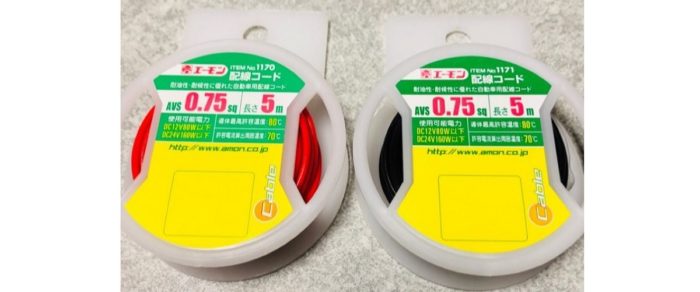 エーモン ITEM No.1170
配線コード
耐油性・耐候性に優れた自動車用配線コード
AVS 0.75sq 長さ 5m
使用可能電力
DC12V80W以下
DC24V160W以下
導体最高許容温度:80℃
許容電流算出周囲温度:70℃
http://www.amon.co.jp
Cable
エーモン ITEM No.1171
配線コード
耐油性・耐候性に優れた自動車用配線コード
AVS 0.75sq 長さ 5m
使用可能電力
DC12V80W以下
DC24V160W以下
導体最高許容温度:80℃
許容電流算出周囲温度:70℃
http://www.amon.co.jp
Cable